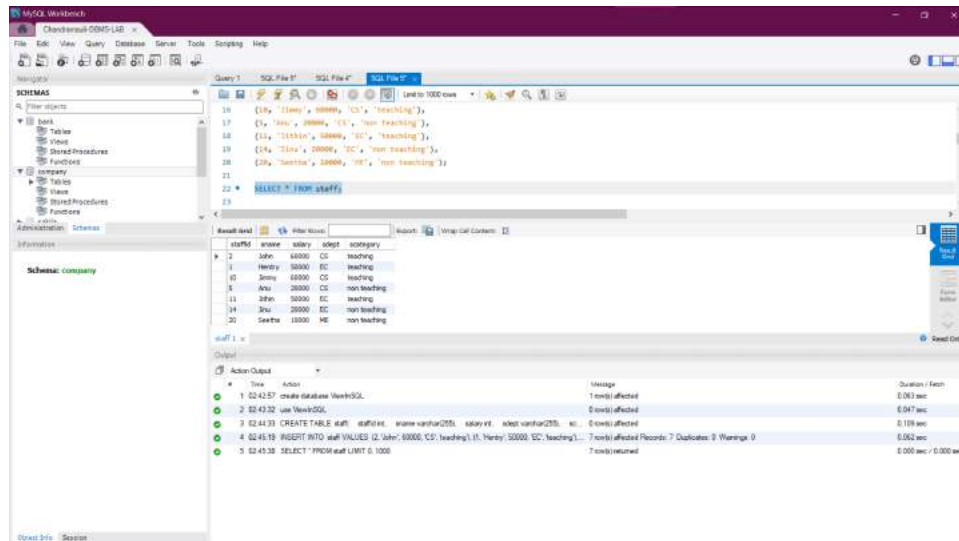 MySQL Workbench
Chandramauli-DBMS-LAB ×
File Edit View Query Database Server Tools Scripting Help
Navigator
Query 1 SQL File 4* SQL File 5* ×
SCHEMAS
Filter objects
Limit to 1000 rows
bank
Tables
Views
Stored Procedures
Functions
company
Tables
Views
Stored Procedures
Functions
Administration Schemas
Information
Schema: company
Object Info Session
16 (10, 'Jimmy', 60000, 'CS', 'teaching'),
17 (5, 'Anu', 20000, 'CS', 'non teaching'),
18 (11, 'Jithin', 50000, 'EC', 'teaching'),
19 (14, 'Jinu', 20000, 'EC', 'non teaching'),
20 (20, 'Seetha', 10000, 'ME', 'non teaching');
21
22 SELECT * FROM staff;
23
Result Grid Filter Rows: Export: Wrap Cell Content:
staffid sname salary sdept scategory
2 John 60000 CS teaching
1 Hentry 50000 EC teaching
10 Jimmy 60000 CS teaching
5 Anu 20000 CS non teaching
11 Jithin 50000 EC teaching
14 Jinu 20000 EC non teaching
20 Seetha 10000 ME non teaching
Result Grid
Form Editor
staff 1 ×
Read Onl
Output
Action Output
# Time Action Message Duration / Fetch
1 02:42:57 create database ViewInSQL 1 row(s) affected 0.063 sec
2 02:43:32 use ViewInSQL 0 row(s) affected 0.047 sec
3 02:44:33 CREATE TABLE staff( staffid int, sname varchar(255), salary int, sdept varchar(255), sc... 0 row(s) affected 0.109 sec
4 02:45:19 INSERT INTO staff VALUES (2, 'John', 60000, 'CS', 'teaching'), (1, 'Hentry', 50000, 'EC', 'teaching'),... 7 row(s) affected Records: 7 Duplicates: 0 Warnings: 0 0.062 sec
5 02:45:38 SELECT * FROM staff LIMIT 0, 1000 7 row(s) returned 0.000 sec / 0.000 se